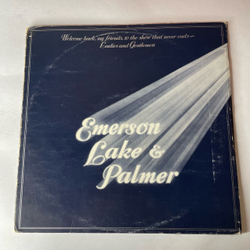 Welcome back, my friends, to the show that never ends —
Ladies and Gentlemen
Emerson
Lake &
Palmer